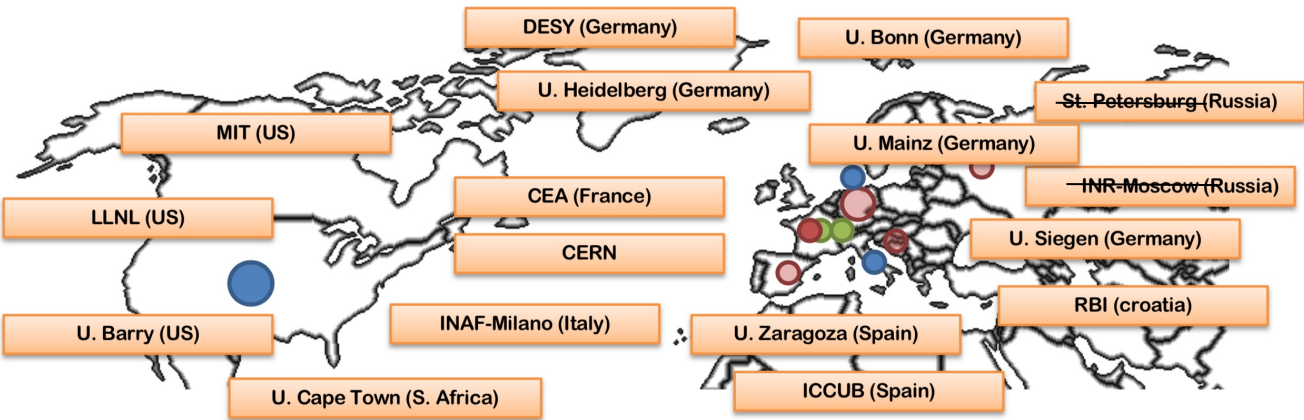 DESY (Germany)
U. Bonn (Germany)
U. Heidelberg (Germany)
St. Petersburg (Russia)
MIT (US)
U. Mainz (Germany)
CEA (France)
INR-Moscow (Russia)
LLNL (US)
U. Siegen (Germany)
CERN
RBI (croatia)
INAF-Milano (Italy)
U. Barry (US)
U. Zaragoza (Spain)
U. Cape Town (S. Africa)
ICCUB (Spain)